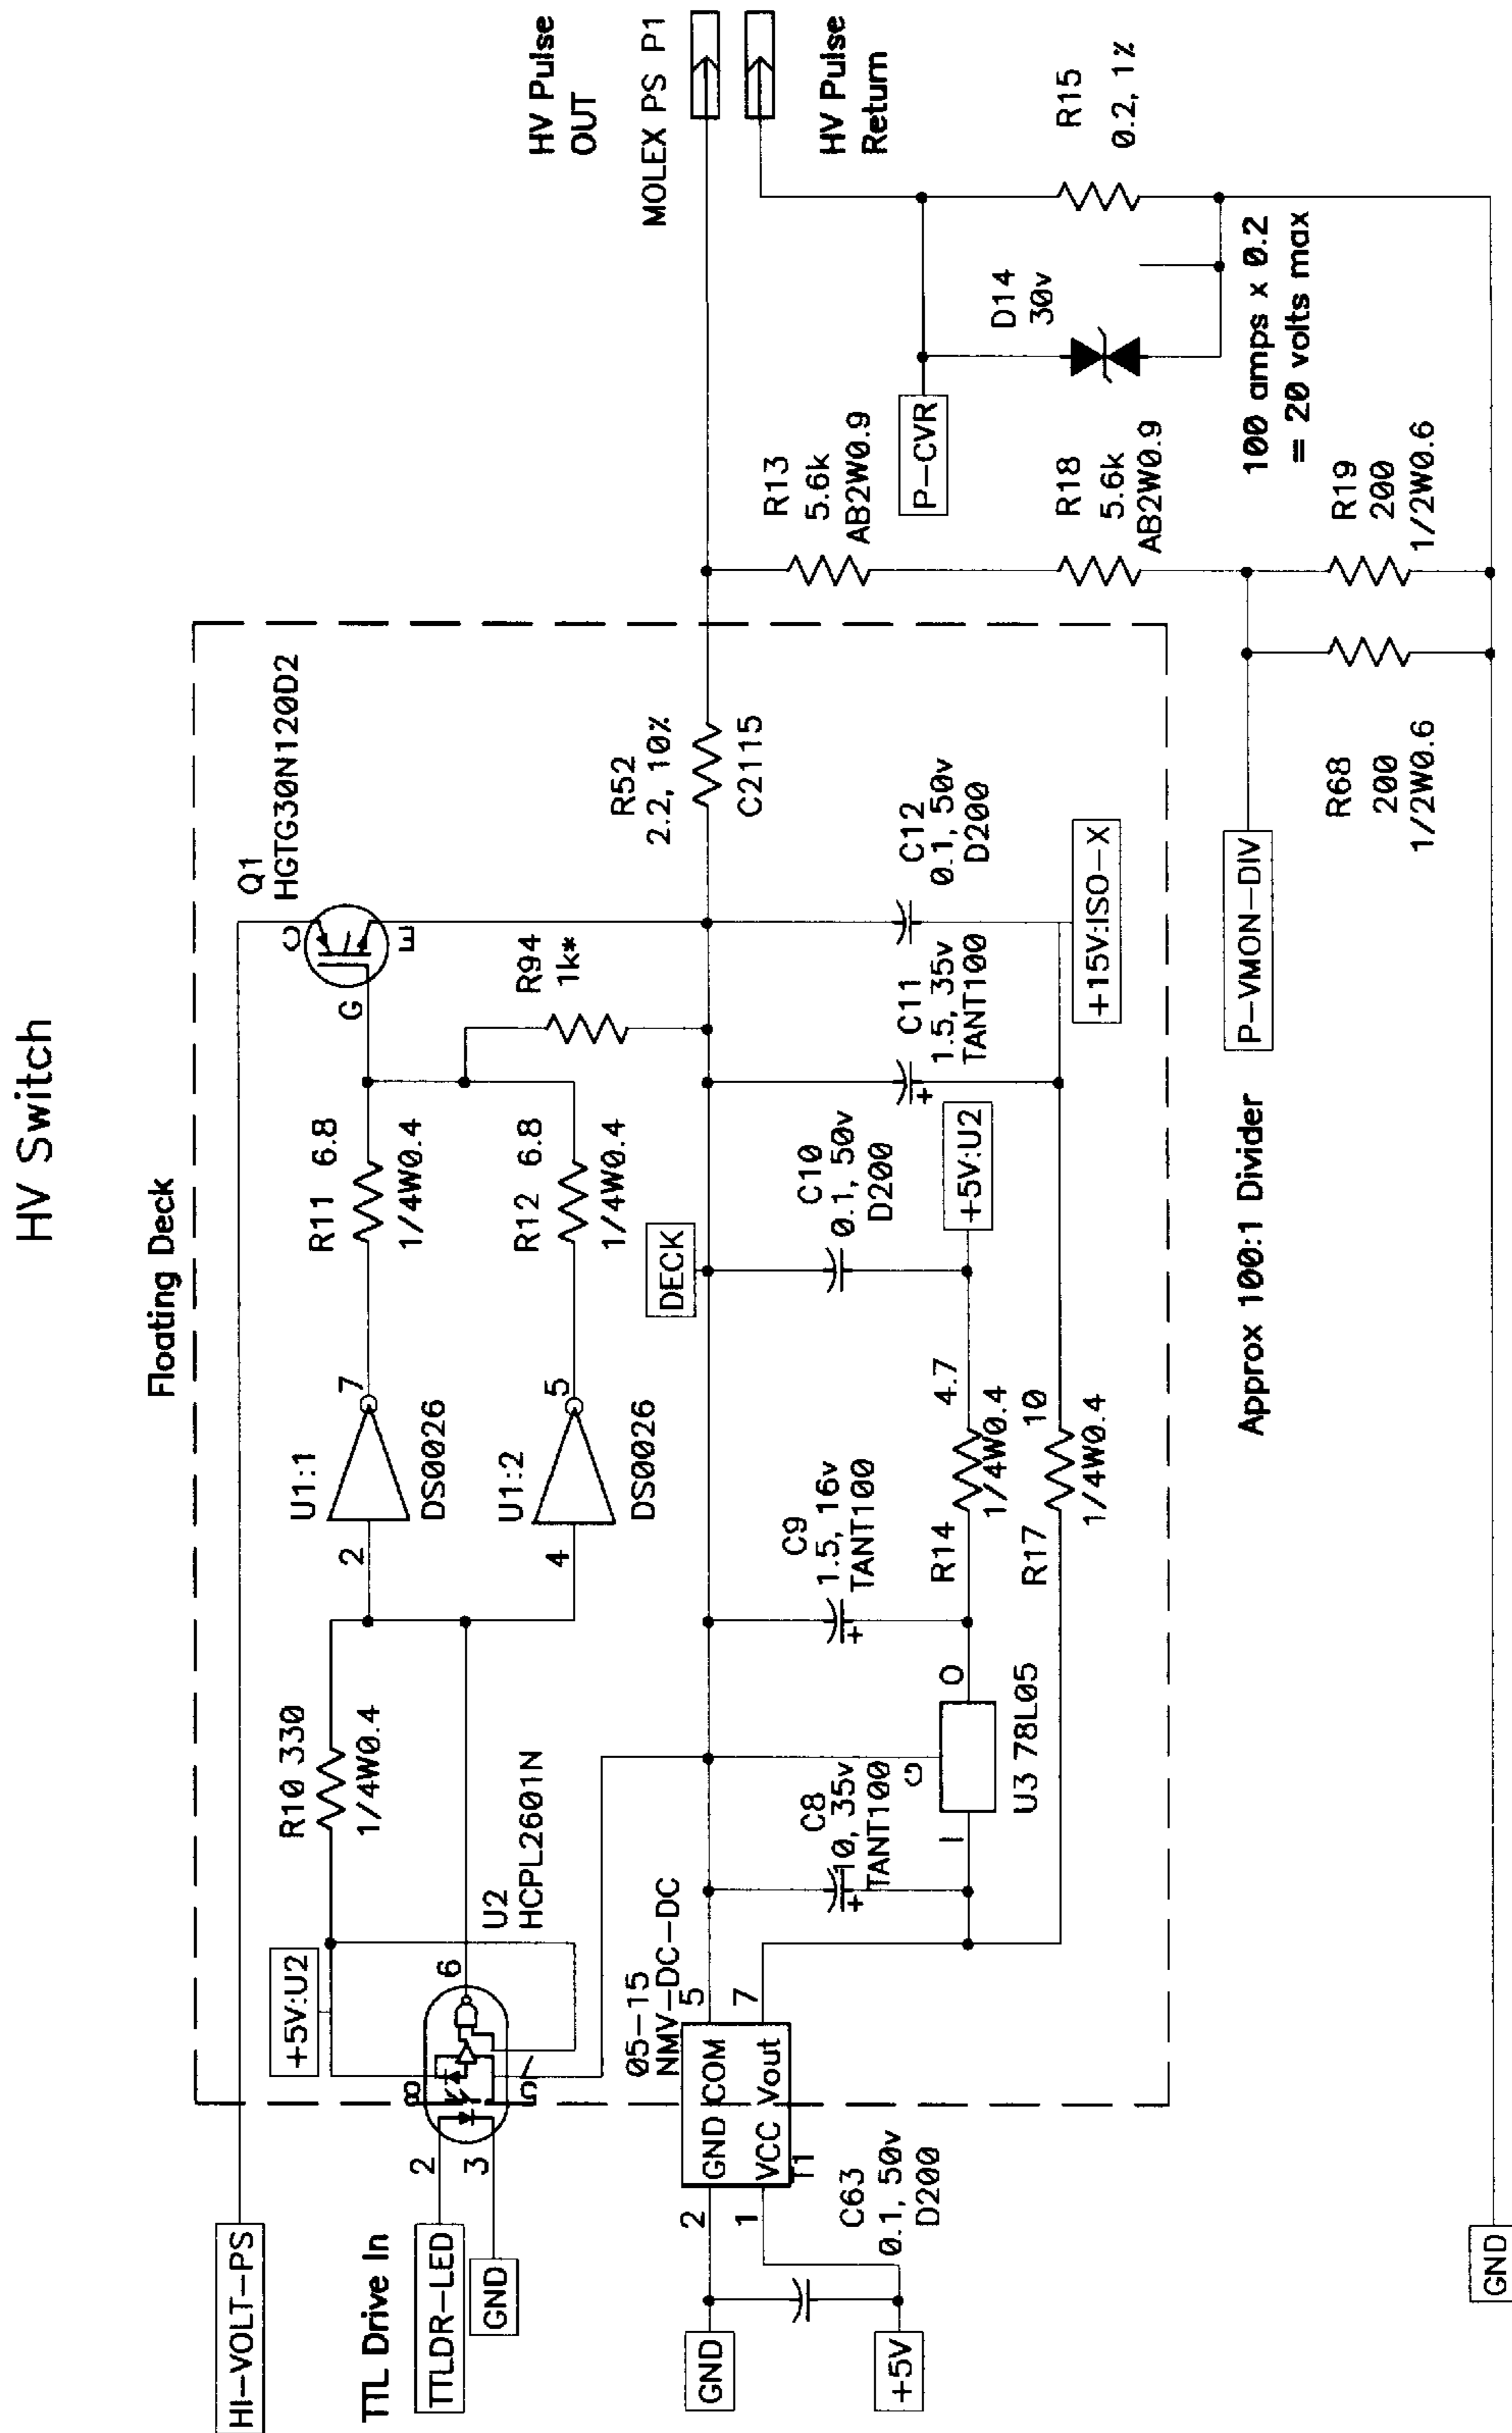 HV Switch
Floating Deck
HI-VOLT-PS
TTL Drive In
TTLDR-LED
GND
2
3
8
5
7
6
+5V:U2
U2
HCPL2601N
R10 330
1/4W0.4
2
U1:1
7
DS0026
4
U1:2
5
DS0026
R11 6.8
1/4W0.4
R12 6.8
1/4W0.4
G
C
E
Q1
HGTG30N120D2
R94
1k*
DECK
R52
2.2, 10%
C2115
HV Pulse
OUT
MOLEX PS P1
HV Pulse
Return
GND
+5V
2
1
C63
0.1, 50v
D200
GND COM
VCC Vout
T1
05-15
NMV-DC-DC
5
7
C8
10, 35v
TANT100
+
I
G
O
U3 78L05
C9
1.5, 16v
TANT100
+
R14
4.7
1/4W0.4
R17
10
1/4W0.4
C10
0.1, 50v
D200
+5V:U2
C11
1.5, 35v
TANT100
+
C12
0.1, 50v
D200
+15V:ISO-X
R13
5.6k
AB2W0.9
R18
5.6k
AB2W0.9
P-CVR
D14
30v
R15
0.2, 1%
100 amps x 0.2
= 20 volts max
Approx 100:1 Divider
P-VMON-DIV
R68
200
1/2W0.6
R19
200
1/2W0.6
GND